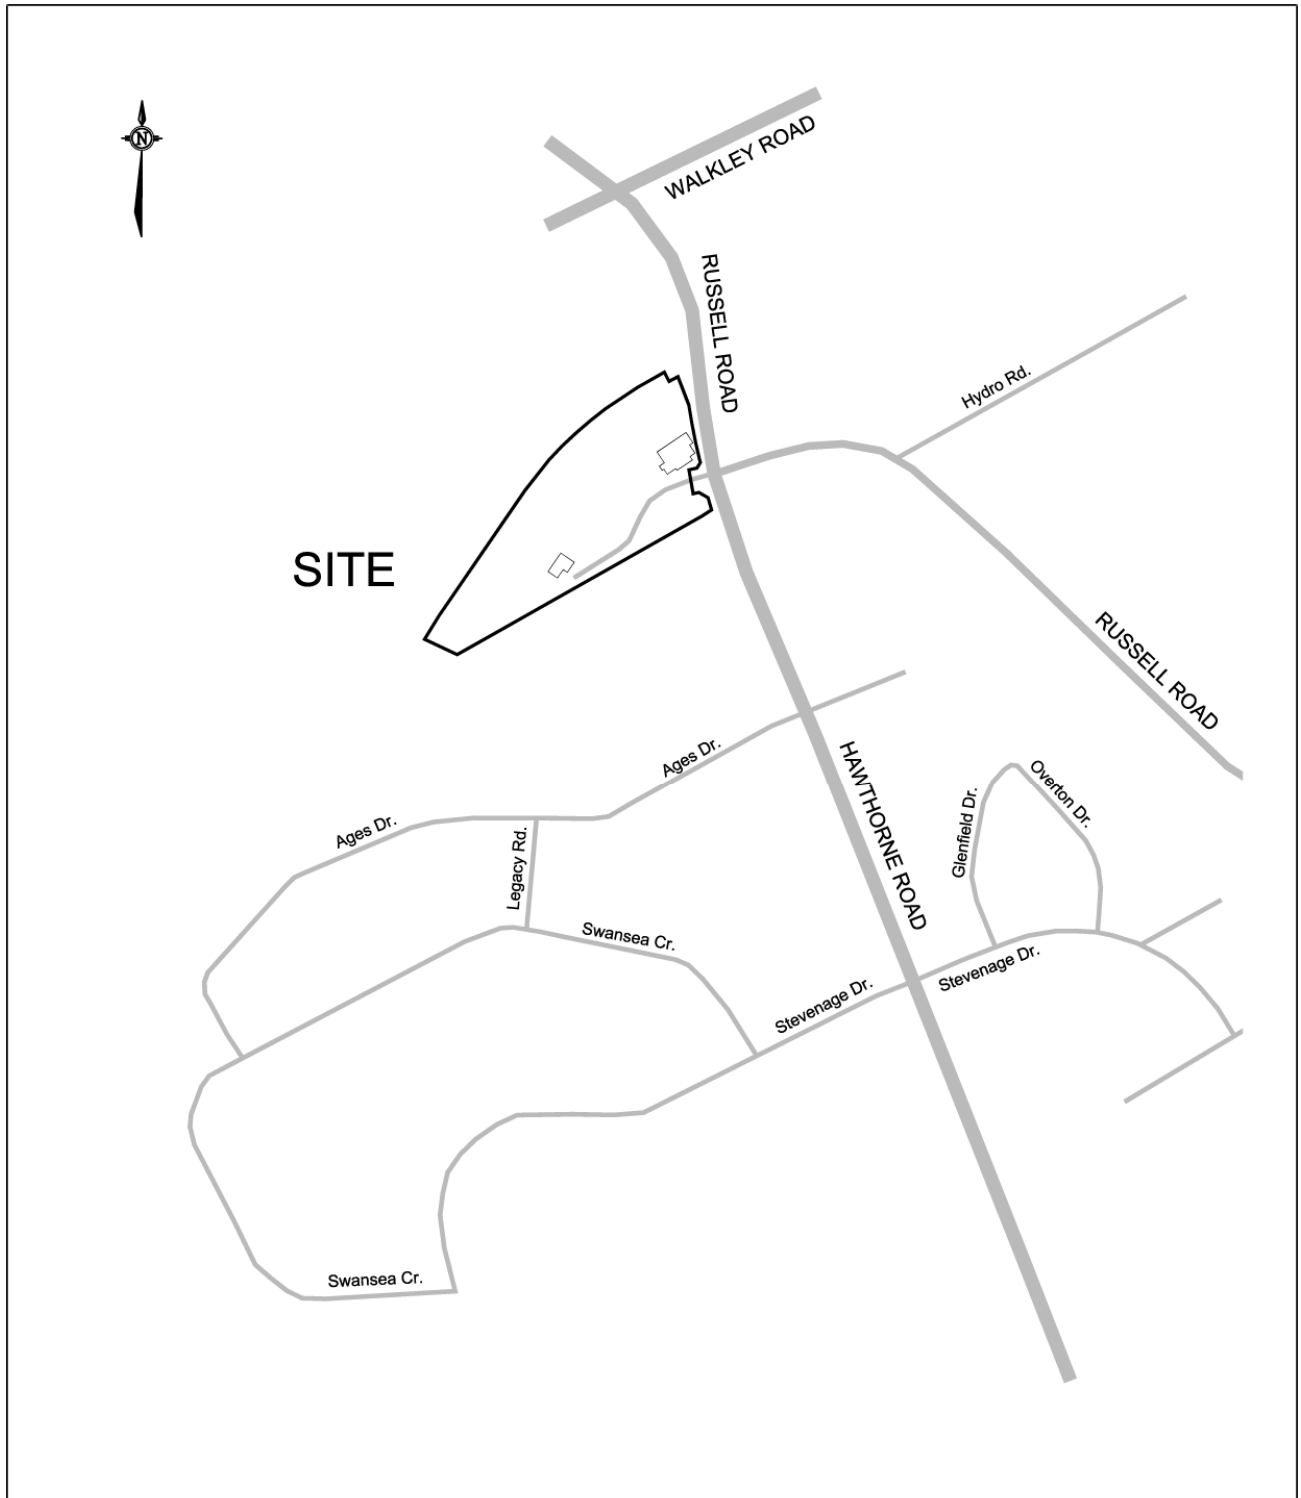 N
WALKLEY ROAD
RUSSELL ROAD
Hydro Rd.
SITE
RUSSELL ROAD
Ages Dr.
HAWTHORNE ROAD
Overton Dr.
Glenfield Dr.
Ages Dr.
Legacy Rd.
Swansea Cr.
Stevenage Dr.
Stevenage Dr.
Swansea Cr.